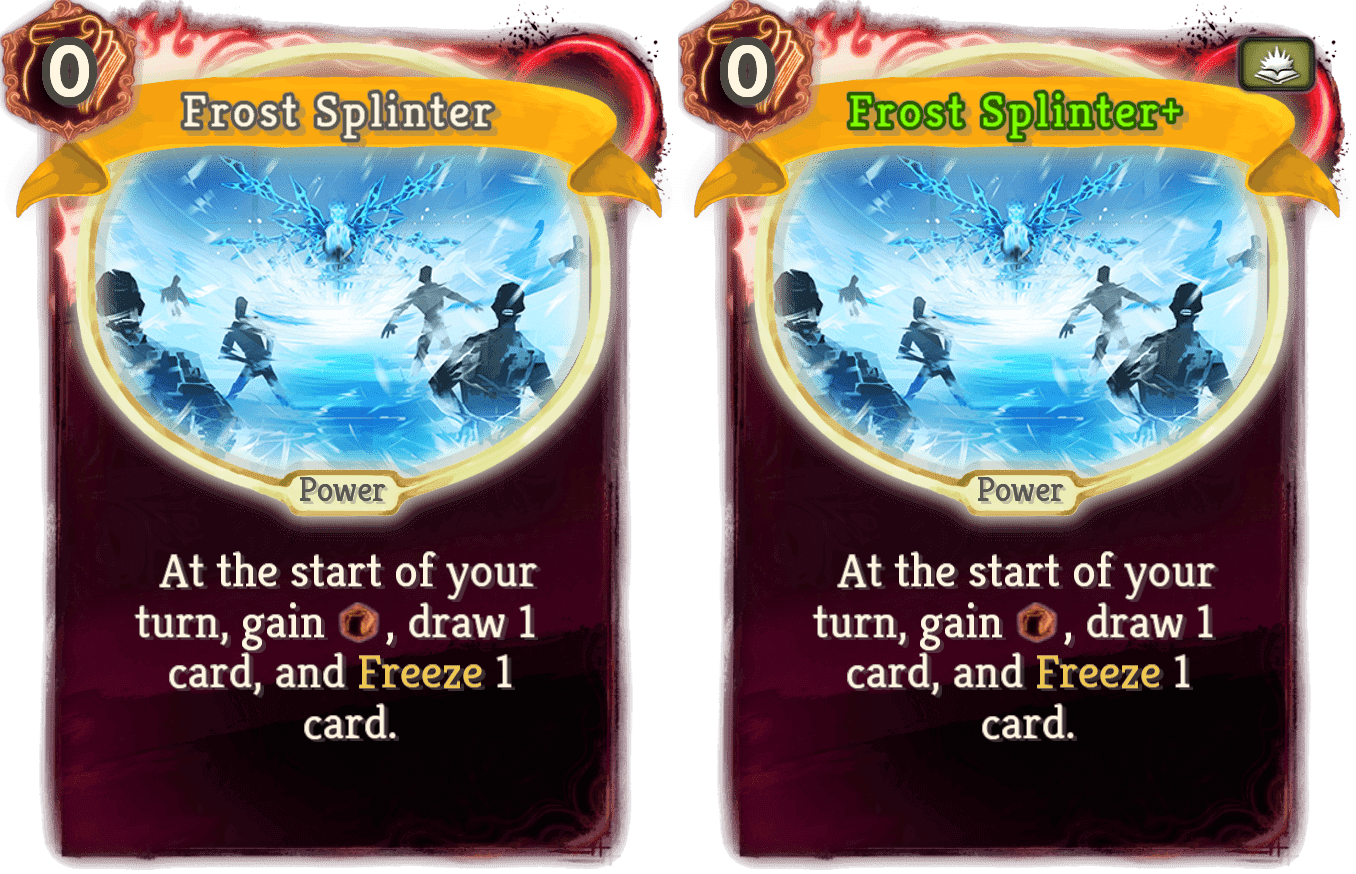 0
Frost Splinter
Power
At the start of your
turn, gain , draw 1
card, and Freeze 1
card.
0
Frost Splinter+
Power
At the start of your
turn, gain , draw 1
card, and Freeze 1
card.